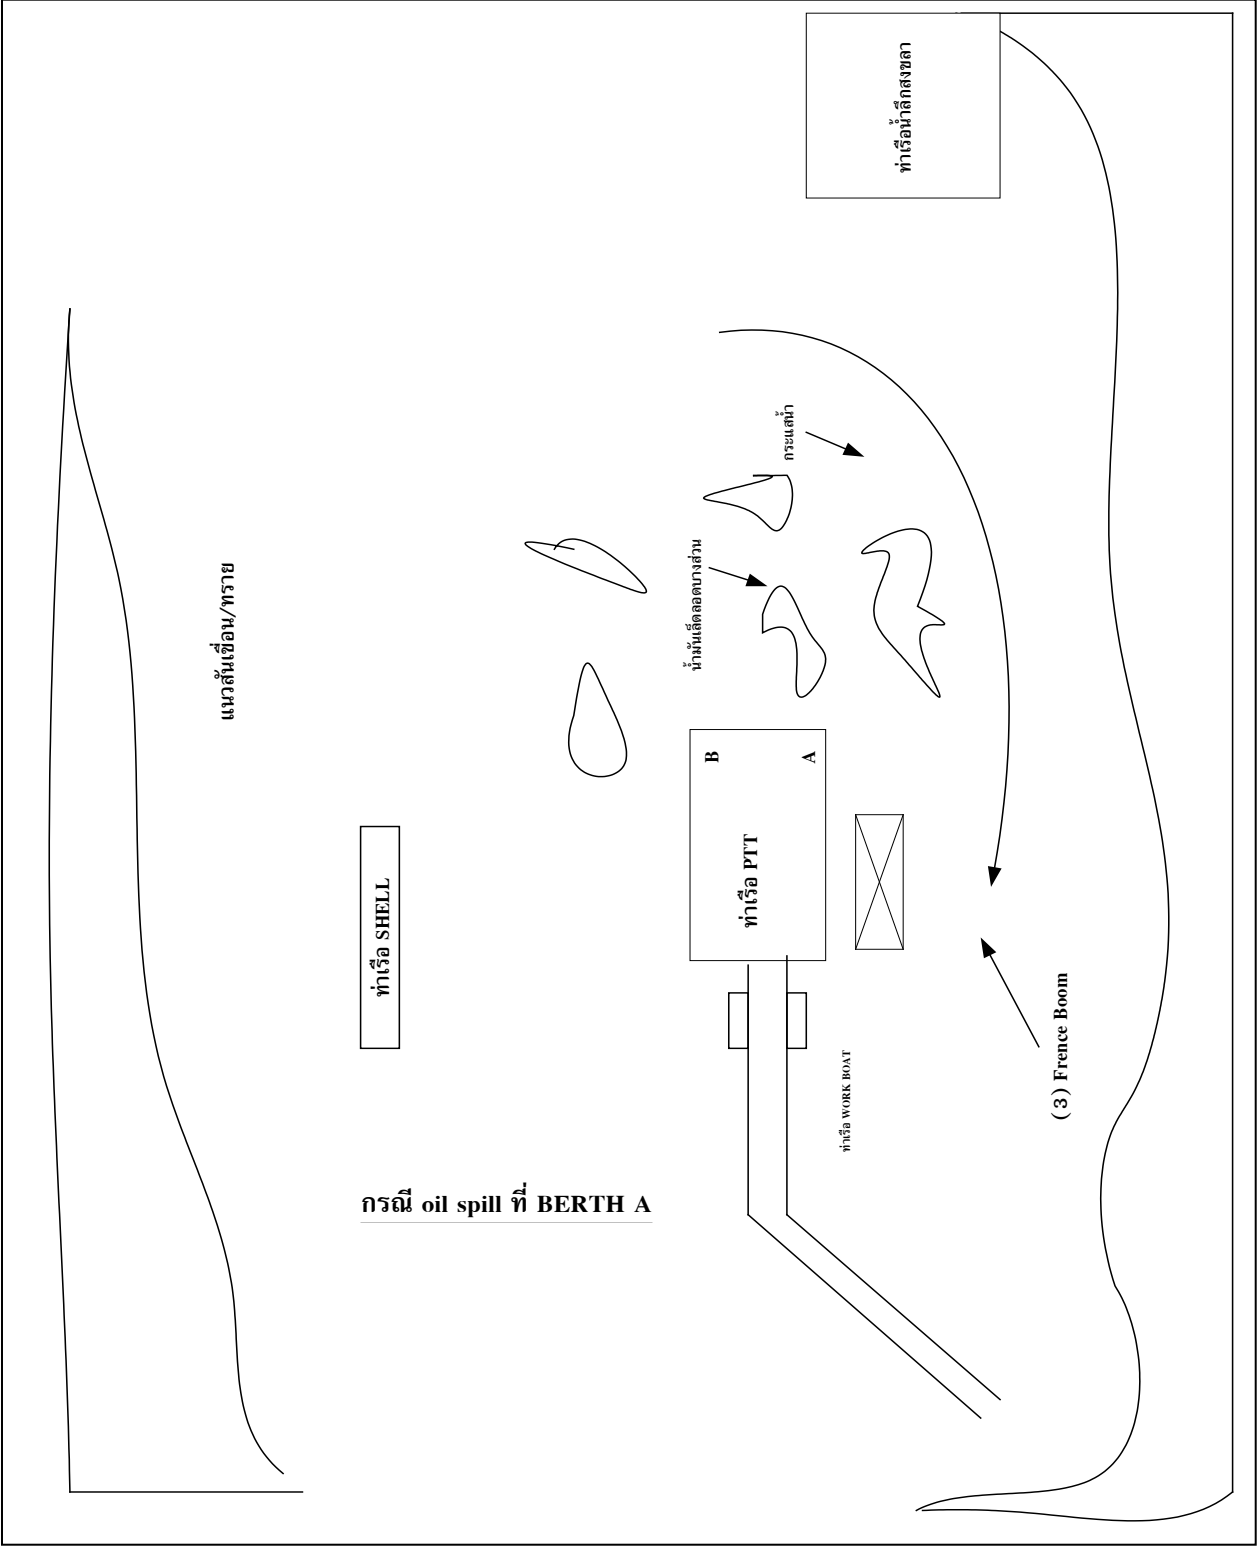 ท่าเรือน้ำลึกสงขลา
กระแสน้ำ
น้ำมันเล็ดลอดบางส่วน
แนวสันเขื่อน/ทราย
B
A
ท่าเรือ PTT
ท่าเรือ SHELL
(3) Frence Boom
ท่าเรือ WORK BOAT
กรณี oil spill ที่ BERTH A